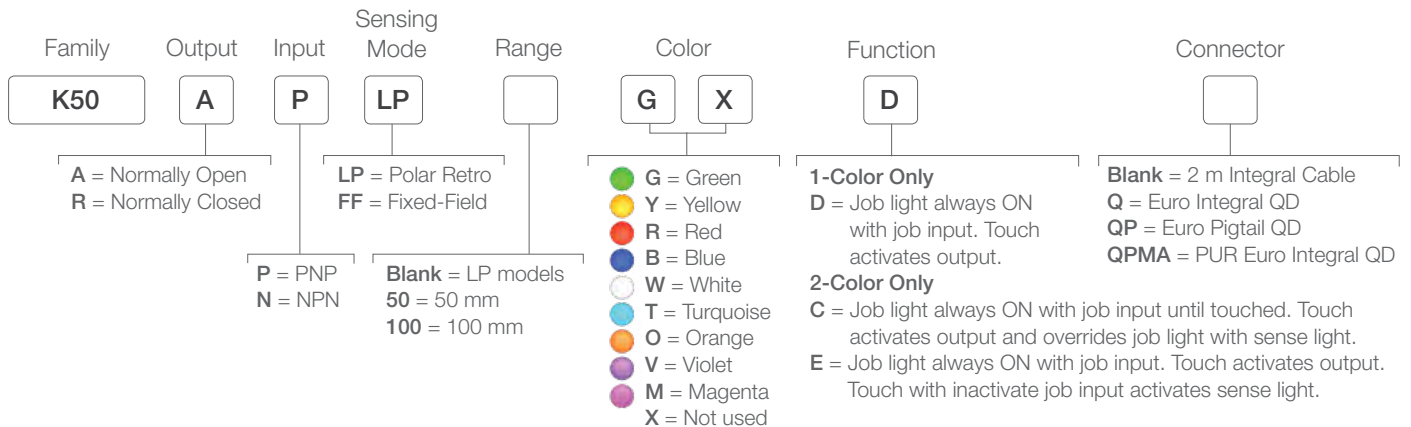 Family Output Input Sensing Mode Range Color Function Connector
K50 A P LP G X D
A = Normally Open
R = Normally Closed
P = PNP
N = NPN
LP = Polar Retro
FF = Fixed-Field
Blank = LP models
50 = 50 mm
100 = 100 mm
G = Green
Y = Yellow
R = Red
B = Blue
W = White
T = Turquoise
O = Orange
V = Violet
M = Magenta
X = Not used
1-Color Only
D = Job light always ON
with job input. Touch
activates output.
2-Color Only
C = Job light always ON with job input until touched. Touch
activates output and overrides job light with sense light.
E = Job light always ON with job input. Touch activates output.
Touch with inactivate job input activates sense light.
Blank = 2 m Integral Cable
Q = Euro Integral QD
QP = Euro Pigtail QD
QPMA = PUR Euro Integral QD